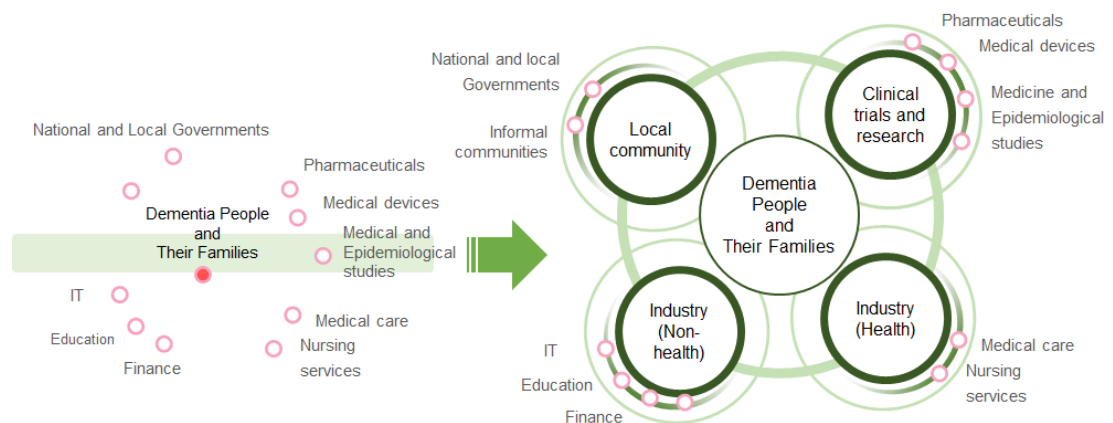 National and Local Governments
Pharmaceuticals
Medical devices
Dementia People
and
Their Families
Medical and
Epidemiological
studies
IT
Education
Finance
Medical care
Nursing
services
National and local
Governments
Informal
communities
Local
community
Pharmaceuticals
Medical devices
Medicine and
Epidemiological
studies
Clinical
trials and
research
Dementia
People
and
Their Families
Industry
(Non-
health)
IT
Education
Finance
Industry
(Health)
Medical care
Nursing
services